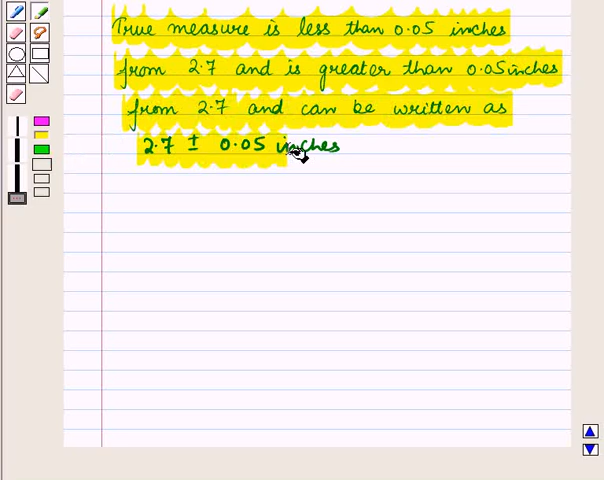 True measure is less than 0.05 inches
from 2.7 and is greater than 0.05 inches
from 2.7 and can be written as
2.7 ± 0.05 inches